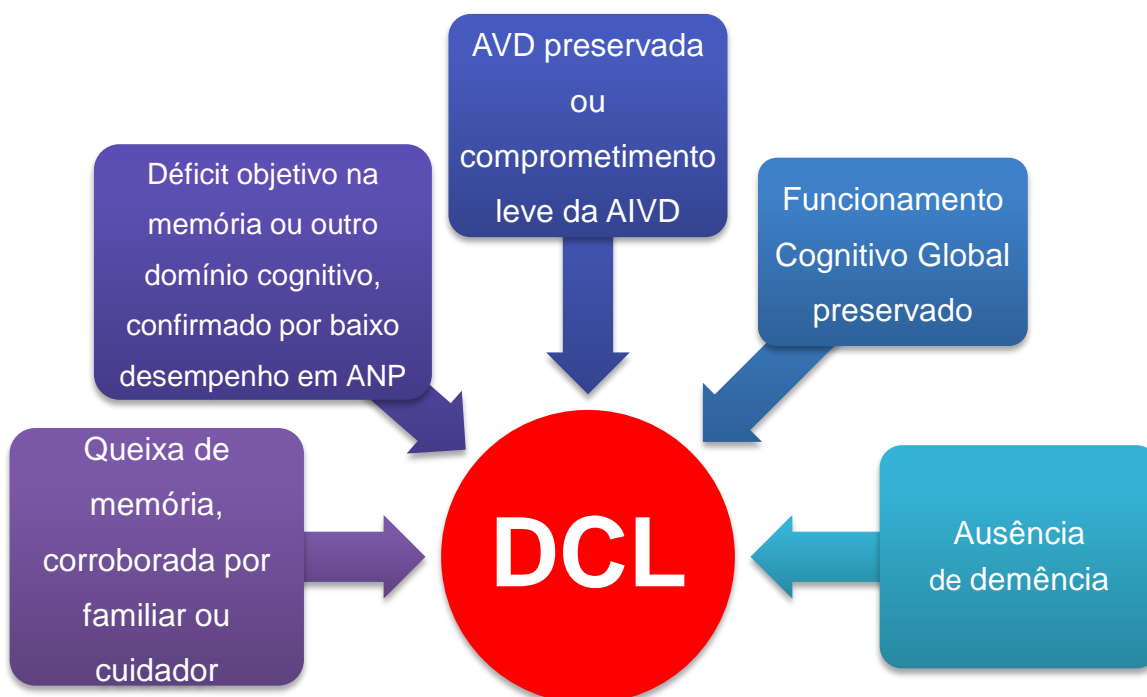 Queixa de
memória,
corroborada por
familiar ou
cuidador
Déficit objetivo na
memória ou outro
domínio cognitivo,
confirmado por baixo
desempenho em ANP
AVD preservada
ou
comprometimento
leve da AIVD
Funcionamento
Cognitivo Global
preservado
Ausência
de demência
DCL